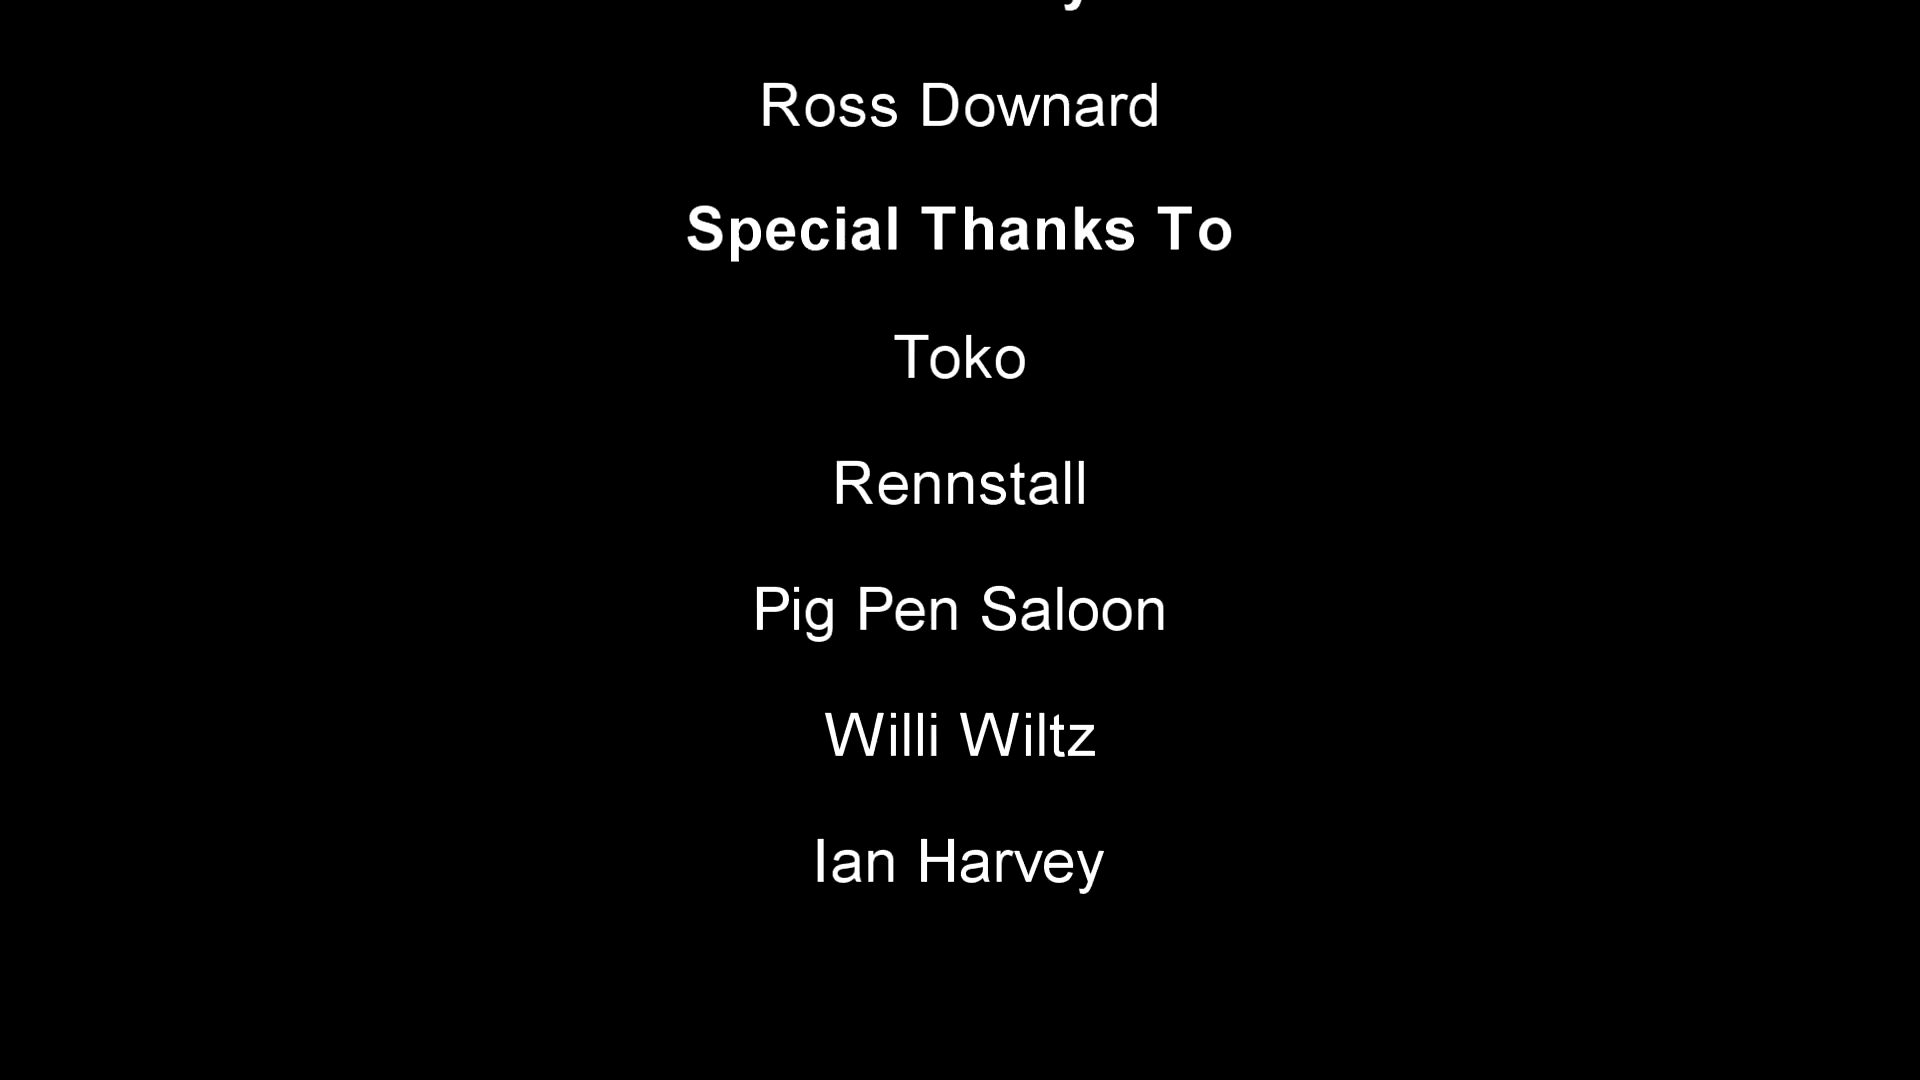 Ross Downard
Special Thanks To
Toko
Rennstall
Pig Pen Saloon
Willi Wiltz
Ian Harvey